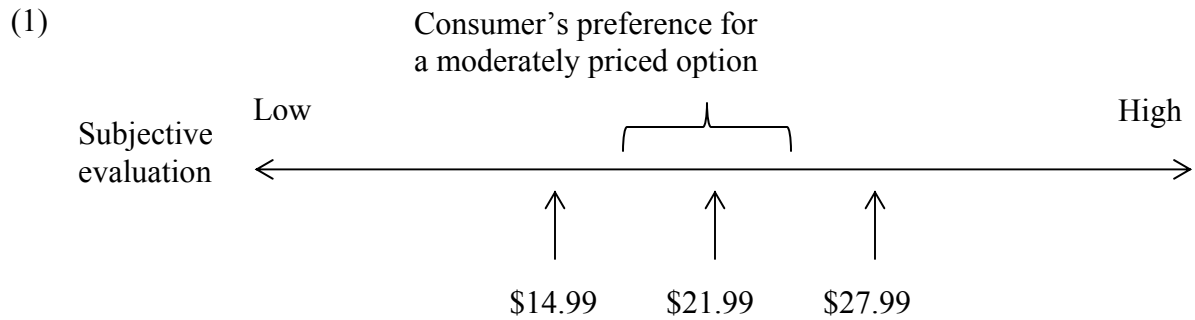 (1)
Consumer’s preference for
a moderately priced option
Low
High
Subjective
evaluation
$14.99
$21.99
$27.99